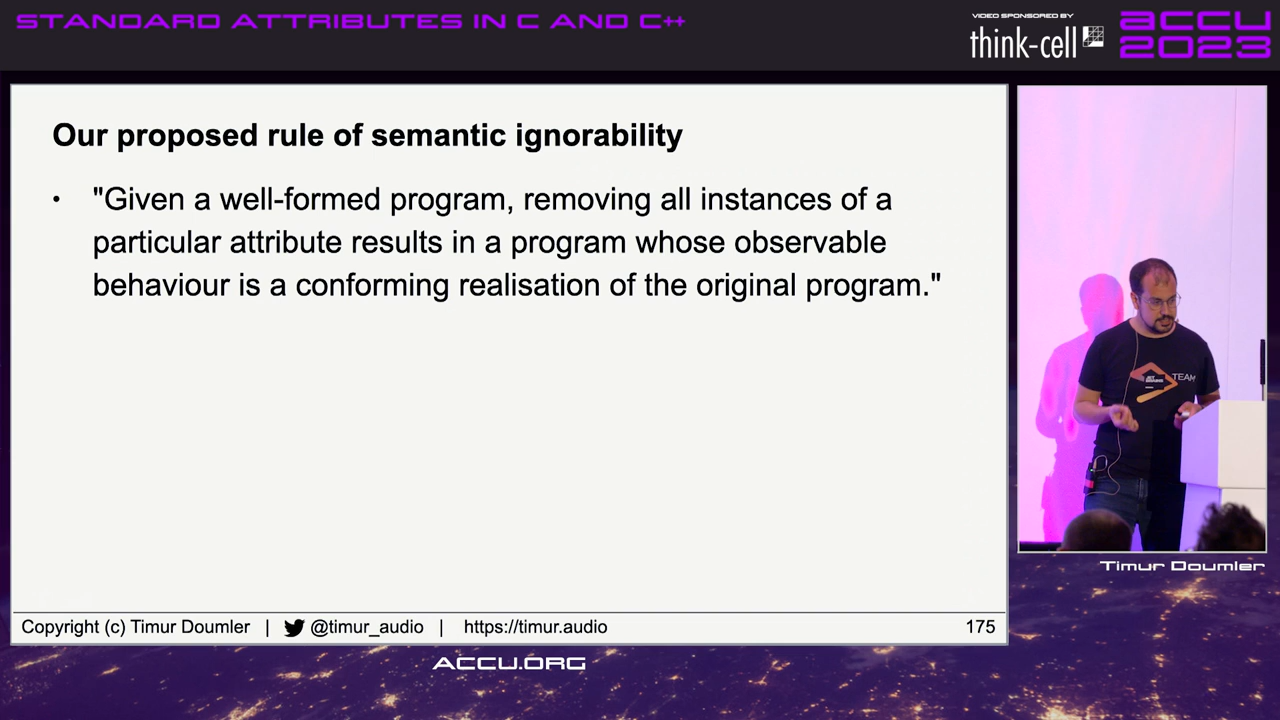 STANDARD ATTRIBUTES IN C AND C++
VIDEO SPONSORED BY
think-cell
ACCU
2023
Our proposed rule of semantic ignorability
• "Given a well-formed program, removing all instances of a
particular attribute results in a program whose observable
behaviour is a conforming realisation of the original program."
TEAM
Timur Doumler
Copyright (c) Timur Doumler | @timur_audio | https://timur.audio 175
ACCU.ORG